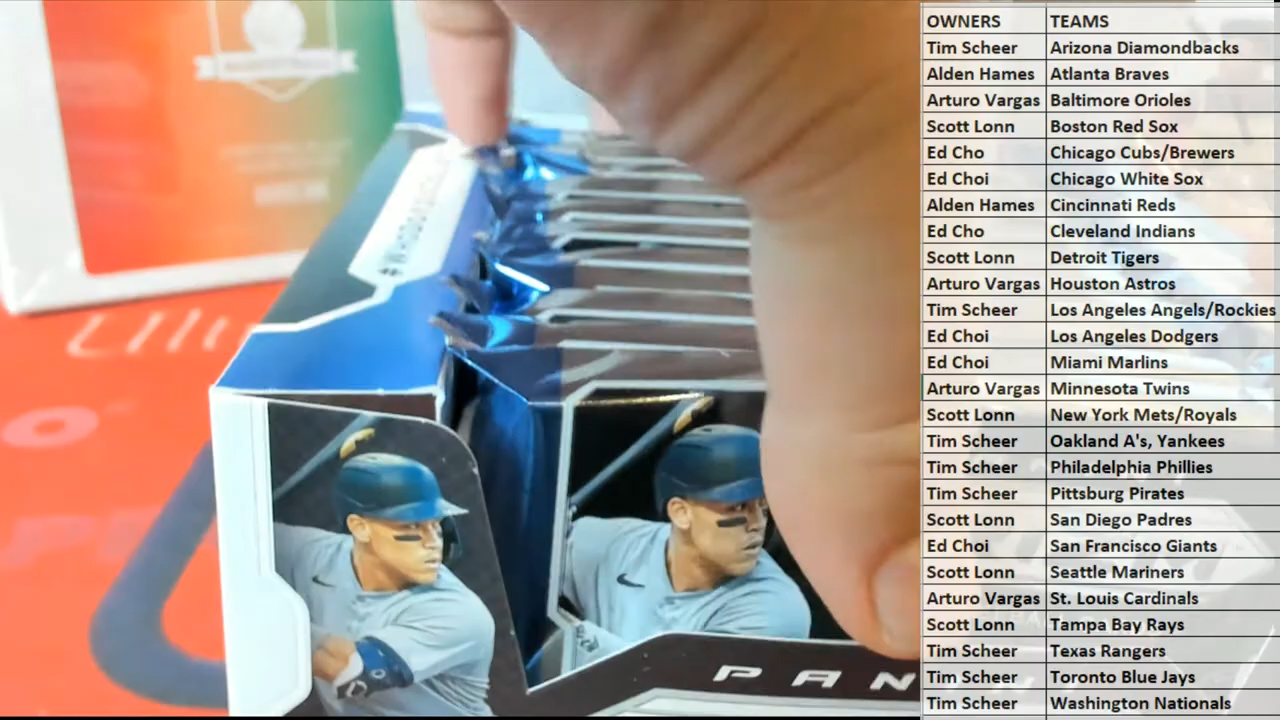 OWNERS TEAMS
Tim Scheer Arizona Diamondbacks
Alden Hames Atlanta Braves
Arturo Vargas Baltimore Orioles
Scott Lonn Boston Red Sox
Ed Cho Chicago Cubs/Brewers
Ed Choi Chicago White Sox
Alden Hames Cincinnati Reds
Ed Cho Cleveland Indians
Scott Lonn Detroit Tigers
Arturo Vargas Houston Astros
Tim Scheer Los Angeles Angels/Rockies
Ed Choi Los Angeles Dodgers
Ed Choi Miami Marlins
Arturo Vargas Minnesota Twins
Scott Lonn New York Mets/Royals
Tim Scheer Oakland A's, Yankees
Tim Scheer Philadelphia Phillies
Tim Scheer Pittsburg Pirates
Scott Lonn San Diego Padres
Ed Choi San Francisco Giants
Scott Lonn Seattle Mariners
Arturo Vargas St. Louis Cardinals
Scott Lonn Tampa Bay Rays
Tim Scheer Texas Rangers
Tim Scheer Toronto Blue Jays
Tim Scheer Washington Nationals
PAN